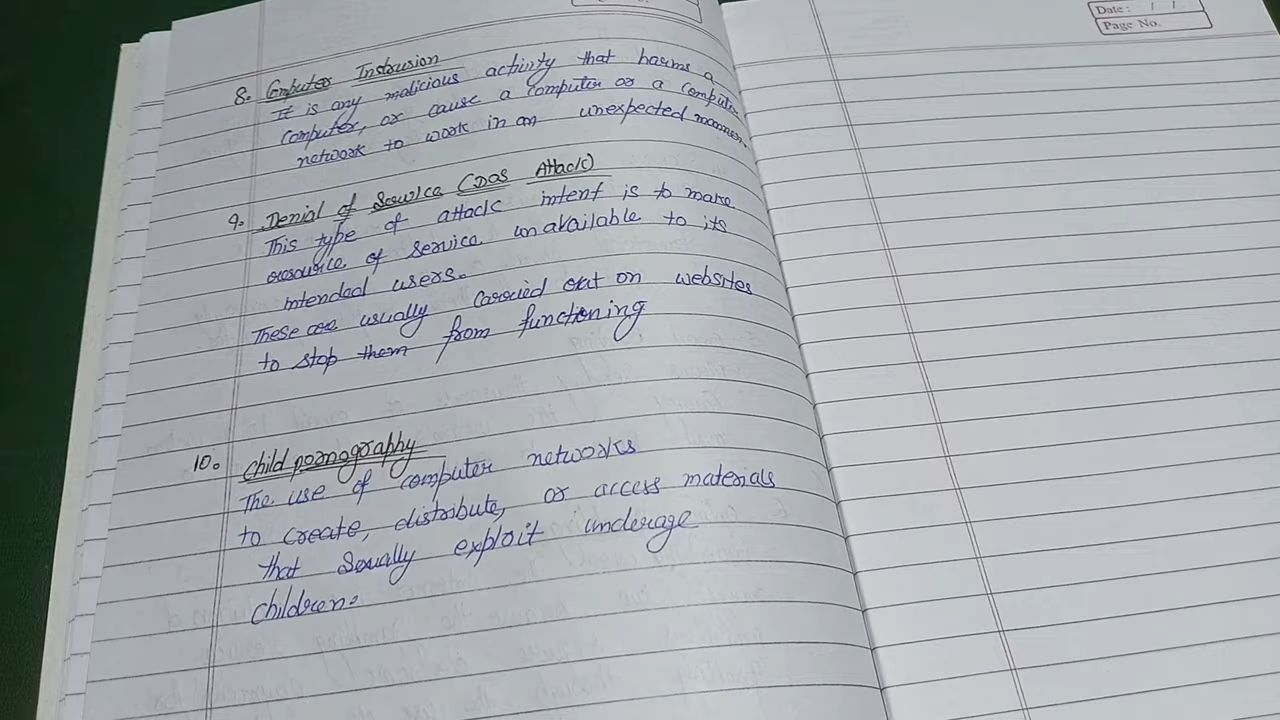 Date: / /
Page No.
8. Computer Instrusion
It is any malicious activity that harms a
computer, or cause a computer or a computer
network to work in an unexpected manner.
9. Denial of Service (DOS Attack)
This type of attack intent is to make
resource of service unavailable to its
intended users.
These are usually carried out on websites
to stop them from functioning
10. Child pornography
The use of computer networks
to create, distribute, or access materials
that Sexually exploit underage
children.